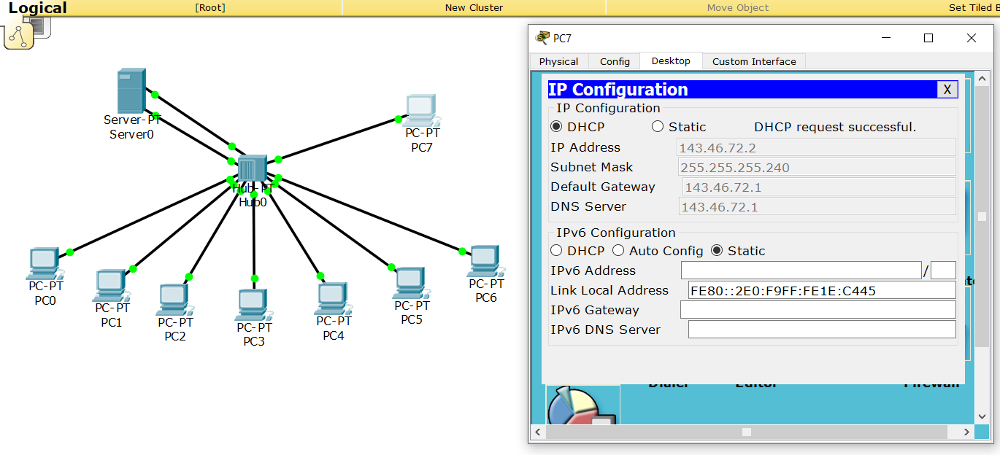 Logical
[Root]
New Cluster
Move Object
Set Tiled B
Server-PT
Server0
PC-PT
PC7
Hub-PT
Hub0
PC-PT
PC0
PC-PT
PC1
PC-PT
PC2
PC-PT
PC3
PC-PT
PC4
PC-PT
PC5
PC-PT
PC6
PC7
Physical
Config
Desktop
Custom Interface
IP Configuration
X
IP Configuration
DHCP
Static
DHCP request successful.
IP Address
143.46.72.2
Subnet Mask
255.255.255.240
Default Gateway
143.46.72.1
DNS Server
143.46.72.1
IPv6 Configuration
DHCP
Auto Config
Static
IPv6 Address
/
Link Local Address
FE80::2E0:F9FF:FE1E:C445
IPv6 Gateway
IPv6 DNS Server
Dialer
Editor
Firewall